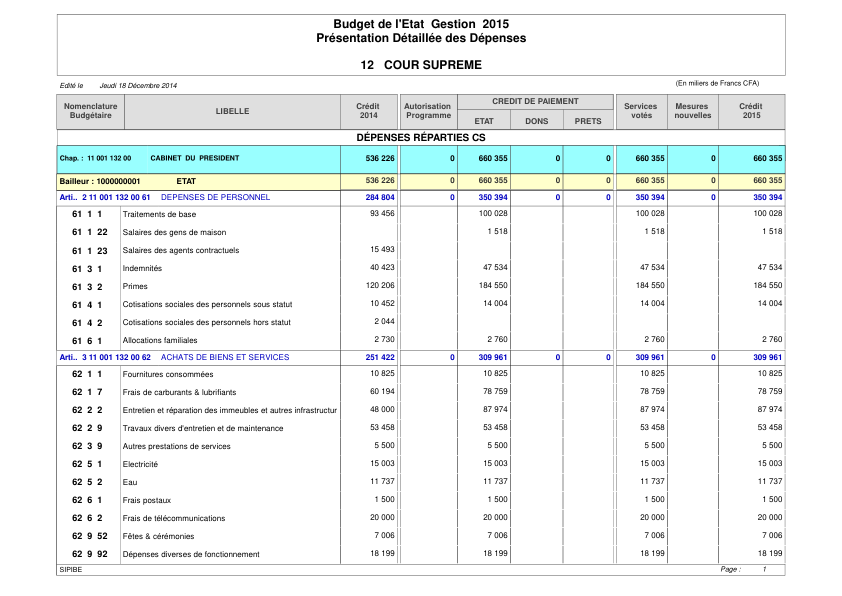 Budget de l'Etat Gestion 2015
Présentation Détaillée des Dépenses
12 COUR SUPREME
Edité le Jeudi 18 Décembre 2014 (En miliers de Francs CFA)
Nomenclature Budgétaire LIBELLE Crédit 2014 Autorisation Programme CREDIT DE PAIEMENT ETAT DONS PRETS Services votés Mesures nouvelles Crédit 2015
DÉPENSES RÉPARTIES CS
Chap. : 11 001 132 00 CABINET DU PRESIDENT 536 226 0 660 355 0 0 660 355 0 660 355
Bailleur : 1000000001 ETAT 536 226 0 660 355 0 0 660 355 0 660 355
Arti.. 2 11 001 132 00 61 DEPENSES DE PERSONNEL 284 804 0 350 394 0 0 350 394 0 350 394
61 1 1 Traitements de base 93 456 100 028 100 028 100 028
61 1 22 Salaires des gens de maison 1 518 1 518 1 518
61 1 23 Salaires des agents contractuels 15 493
61 3 1 Indemnités 40 423 47 534 47 534 47 534
61 3 2 Primes 120 206 184 550 184 550 184 550
61 4 1 Cotisations sociales des personnels sous statut 10 452 14 004 14 004 14 004
61 4 2 Cotisations sociales des personnels hors statut 2 044
61 6 1 Allocations familiales 2 730 2 760 2 760 2 760
Arti.. 3 11 001 132 00 62 ACHATS DE BIENS ET SERVICES 251 422 0 309 961 0 0 309 961 0 309 961
62 1 1 Fournitures consommées 10 825 10 825 10 825 10 825
62 1 7 Frais de carburants & lubrifiants 60 194 78 759 78 759 78 759
62 2 2 Entretien et réparation des immeubles et autres infrastructur 48 000 87 974 87 974 87 974
62 2 9 Travaux divers d'entretien et de maintenance 53 458 53 458 53 458 53 458
62 3 9 Autres prestations de services 5 500 5 500 5 500 5 500
62 5 1 Electricité 15 003 15 003 15 003 15 003
62 5 2 Eau 11 737 11 737 11 737 11 737
62 6 1 Frais postaux 1 500 1 500 1 500 1 500
62 6 2 Frais de télécommunications 20 000 20 000 20 000 20 000
62 9 52 Fêtes & cérémonies 7 006 7 006 7 006 7 006
62 9 92 Dépenses diverses de fonctionnement 18 199 18 199 18 199 18 199
SIPIBE Page : 1